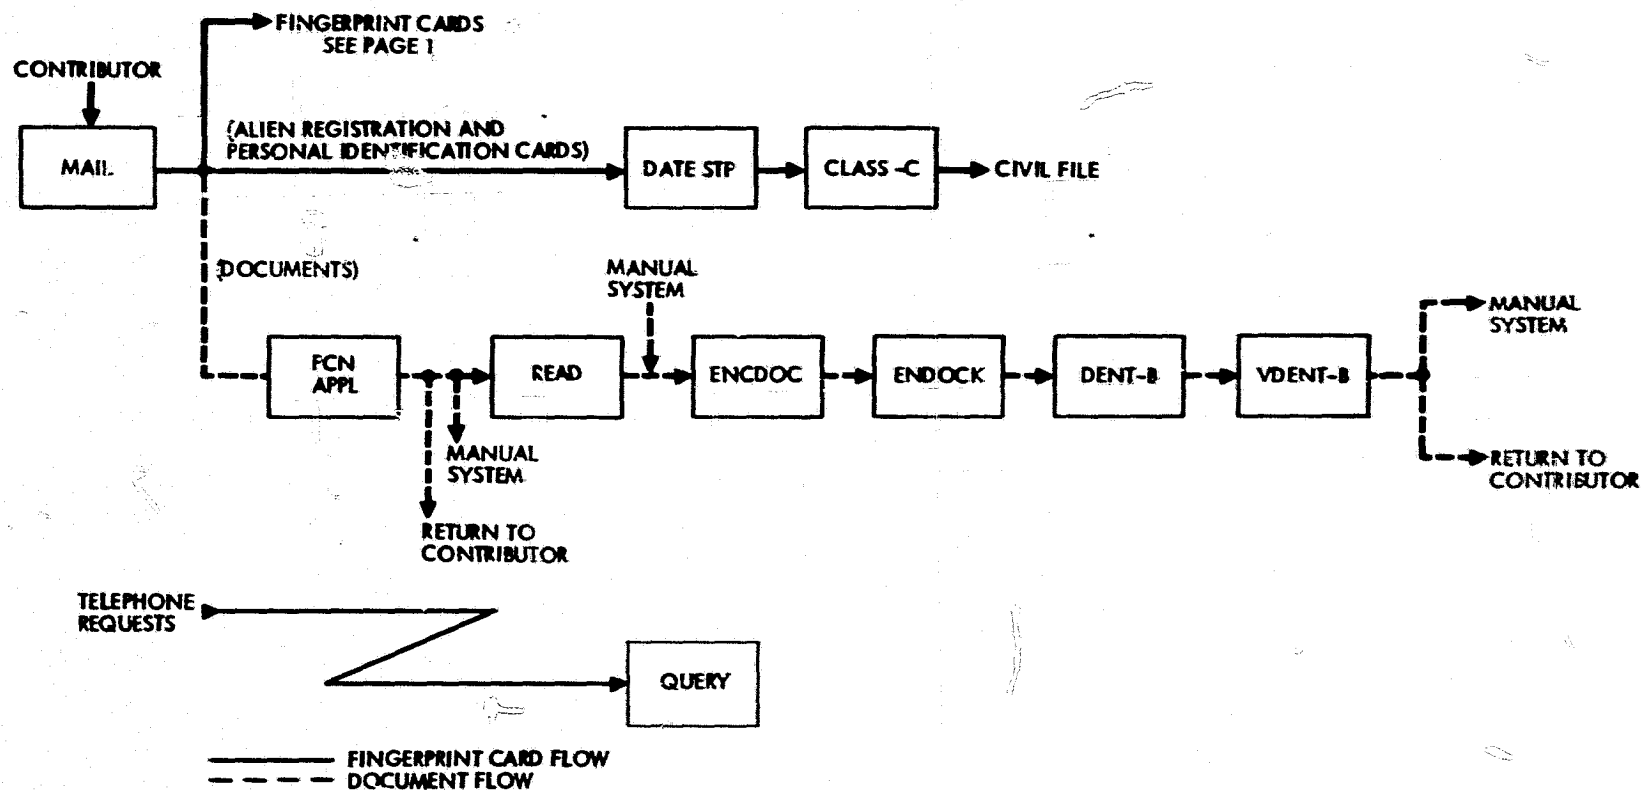 FINGERPRINT CARDS
SEE PAGE 1
CONTRIBUTOR
MAIL
(ALIEN REGISTRATION AND
PERSONAL IDENTIFICATION CARDS)
DATE STP
CLASS -C
CIVIL FILE
(DOCUMENTS)
MANUAL
SYSTEM
FCN
APPL
READ
ENCDOC
ENDOCK
DENT-B
VDENT-B
MANUAL
SYSTEM
MANUAL
SYSTEM
RETURN TO
CONTRIBUTOR
RETURN TO
CONTRIBUTOR
TELEPHONE
REQUESTS
QUERY
FINGERPRINT CARD FLOW
DOCUMENT FLOW